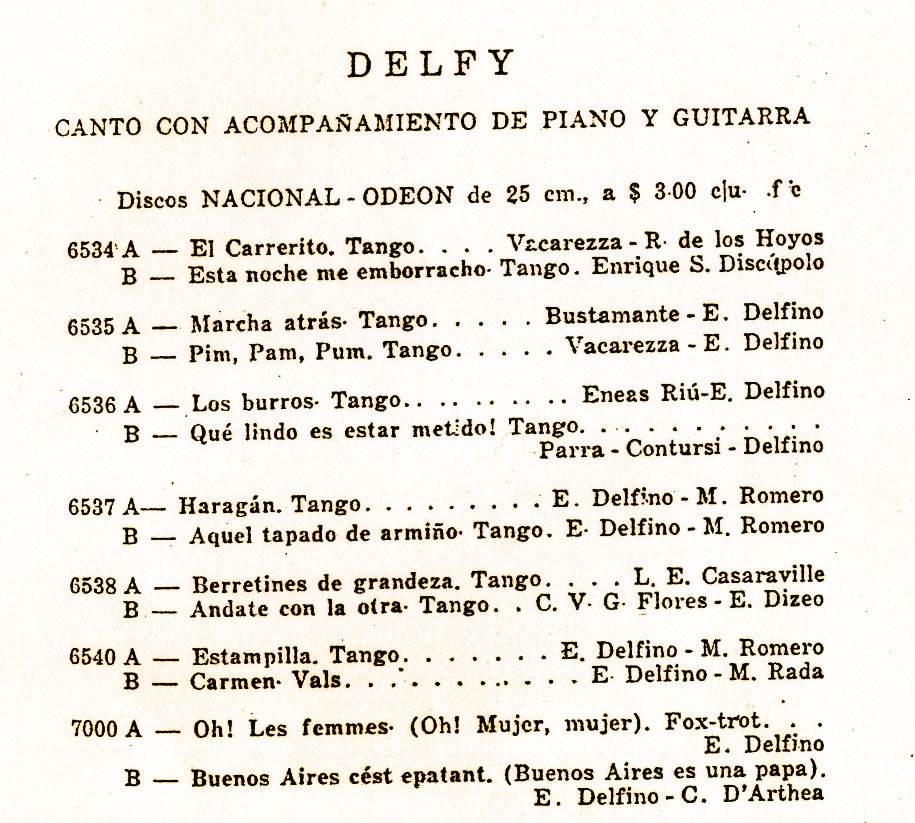 DELFY
CANTO CON ACOMPAÑAMIENTO DE PIANO Y GUITARRA
Discos NACIONAL - ODEON de 25 cm., a $ 3.00 c|u. .f c
6534 A — El Carrerito. Tango. . . . Vacarezza - R. de los Hoyos
B — Esta noche me emborracho. Tango. Enrique S. Discépolo
6535 A — Marcha atrás. Tango. . . . . Bustamante - E. Delfino
B — Pim, Pam, Pum. Tango. . . . . Vacarezza - E. Delfino
6536 A — Los burros. Tango.. .. .. .. .. Eneas Riú-E. Delfino
B — Qué lindo es estar metido! Tango. . . . . . . . . . .
Parra - Contursi - Delfino
6537 A— Haragán. Tango. . . . . . . . . E. Delfino - M. Romero
B — Aquel tapado de armiño. Tango. E. Delfino - M. Romero
6538 A — Berretines de grandeza. Tango. . . . L. E. Casaraville
B — Andate con la otra. Tango. . C. V. G. Flores - E. Dizeo
6540 A — Estampilla. Tango. . . . . . . E. Delfino - M. Romero
B — Carmen. Vals. . . . . . . . . . . E. Delfino - M. Rada
7000 A — Oh! Les femmes. (Oh! Mujer, mujer). Fox-trot. . .
E. Delfino
B — Buenos Aires cést epatant. (Buenos Aires es una papa).
E. Delfino - C. D'Arthea